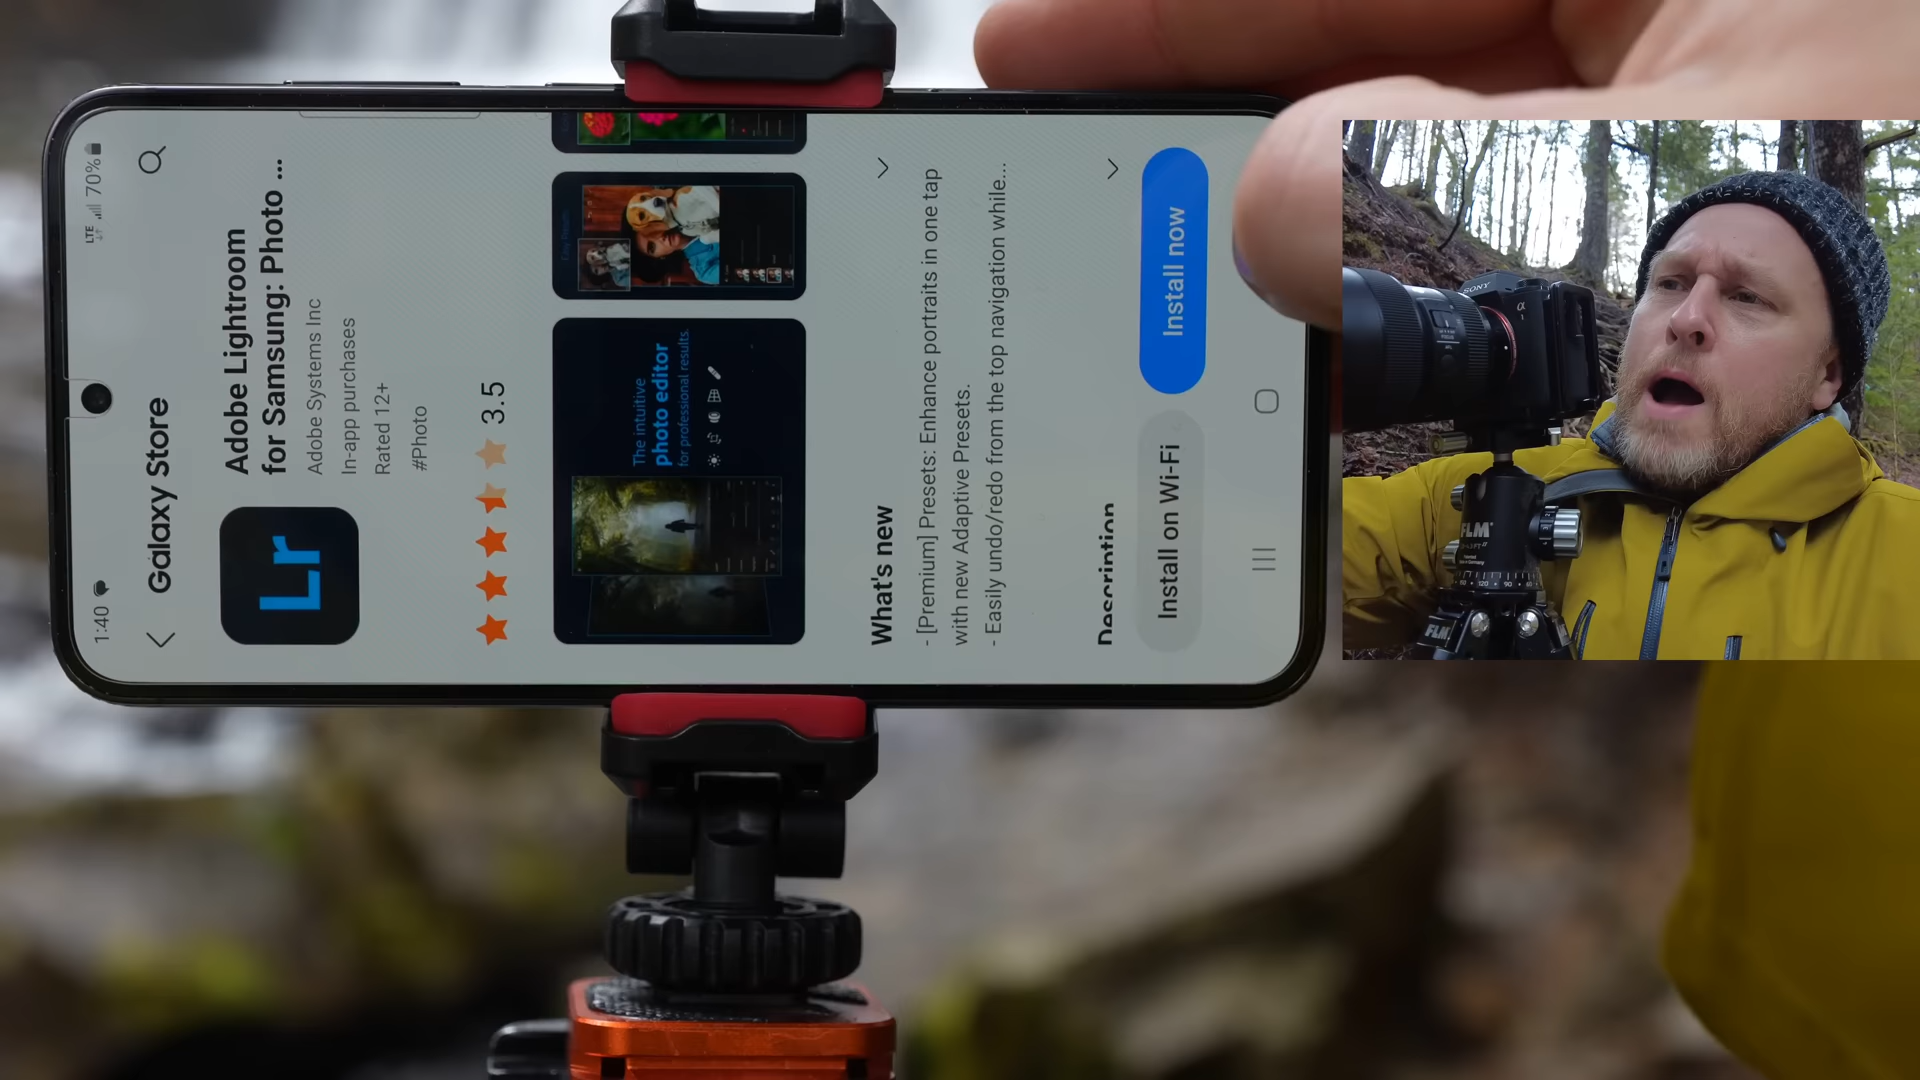 1:40
LTE 70%
Galaxy Store
Lr
Adobe Lightroom
for Samsung: Photo ...
Adobe Systems Inc
In-app purchases
Rated 12+
#Photo
3.5
The intuitive
photo editor
for professional results.
What's new
- [Premium] Presets: Enhance portraits in one tap
with new Adaptive Presets.
- Easily undo/redo from the top navigation while...
Description
Install on Wi-Fi
Install now
SONY
α
1
FLM
FLM